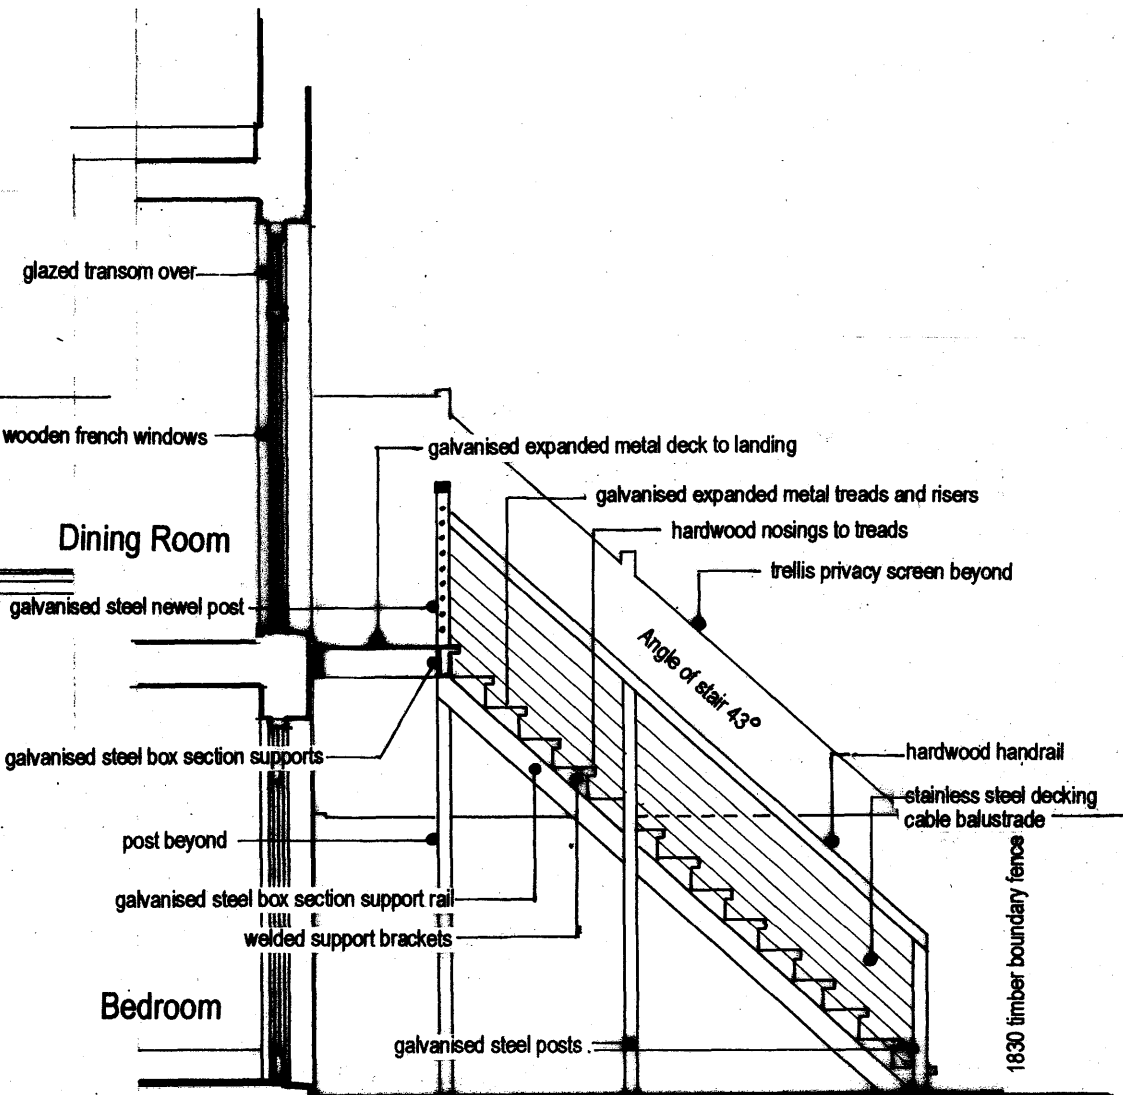 glazed transom over
wooden french windows
galvanised expanded metal deck to landing
galvanised expanded metal treads and risers
Dining Room
hardwood nosings to treads
trellis privacy screen beyond
galvanised steel newel post
Angle of stair 43°
galvanised steel box section supports
hardwood handrail
stainless steel decking
cable balustrade
post beyond
1830 timber boundary fence
galvanised steel box section support rail
welded support brackets
Bedroom
galvanised steel posts